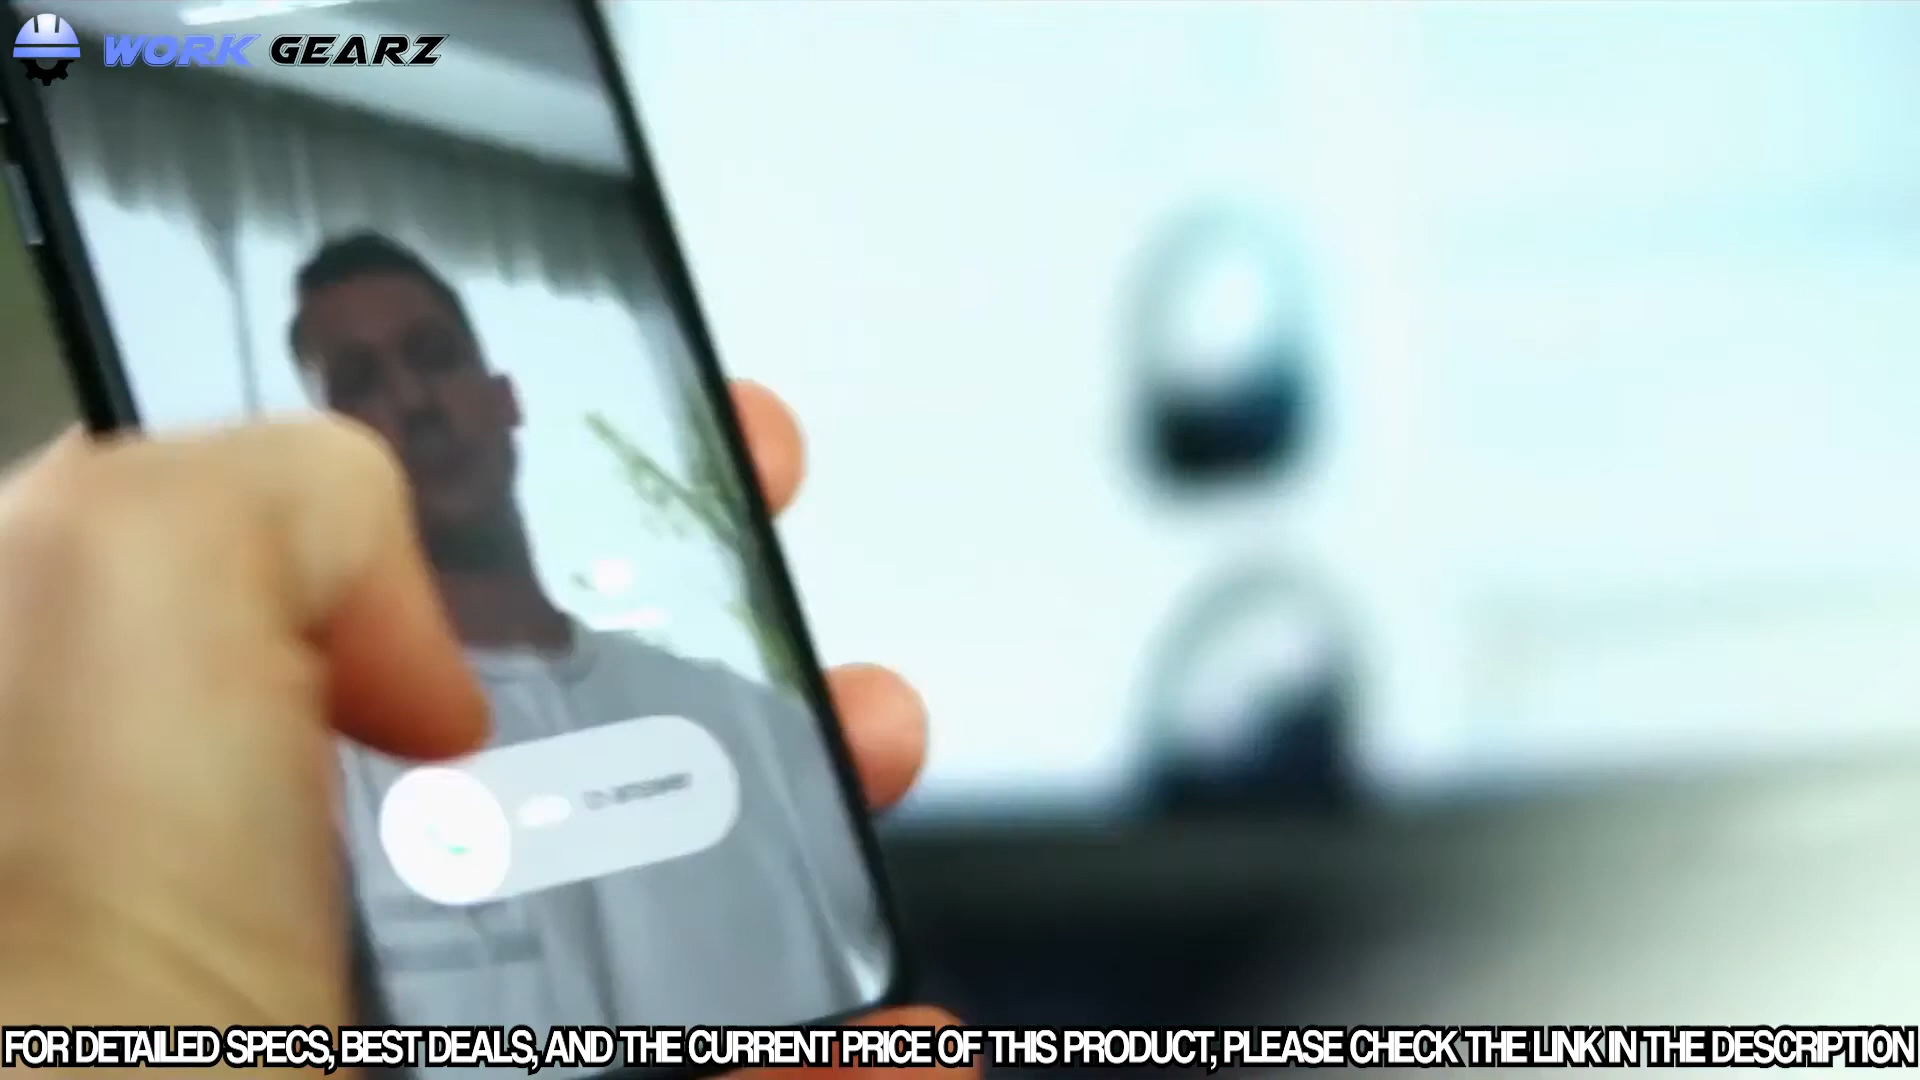 WORK GEARZ
FOR DETAILED SPECS, BEST DEALS, AND THE CURRENT PRICE OF THIS PRODUCT, PLEASE CHECK THE LINK IN THE DESCRIPTION